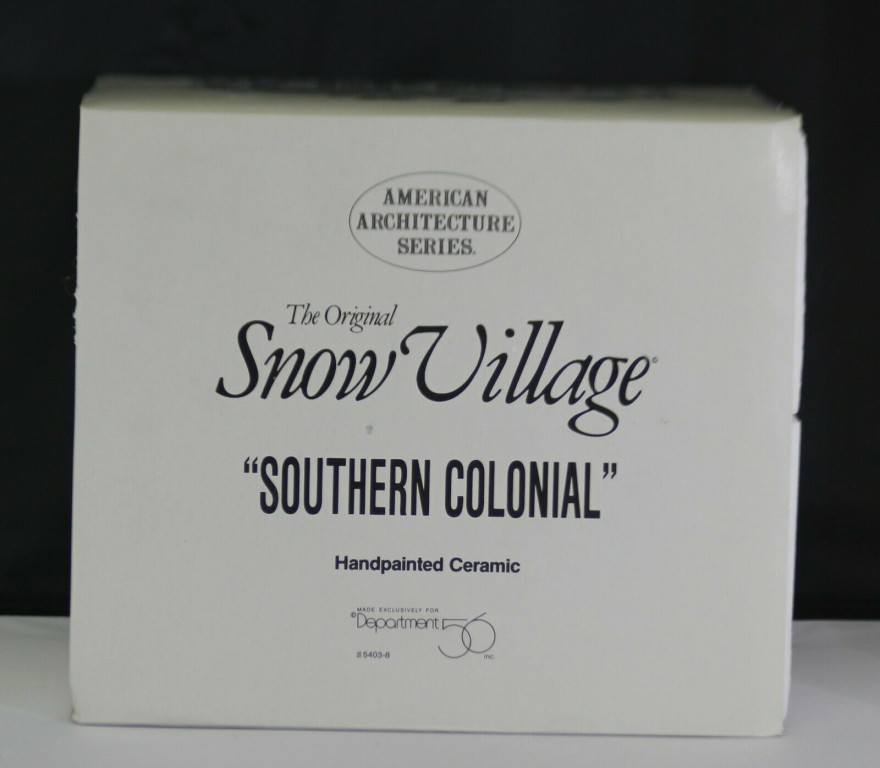 AMERICAN
ARCHITECTURE
SERIES.
The Original
Snow Village®
"SOUTHERN COLONIAL"
Handpainted Ceramic
MADE EXCLUSIVELY FOR
©Department 56
inc.
#5403-8